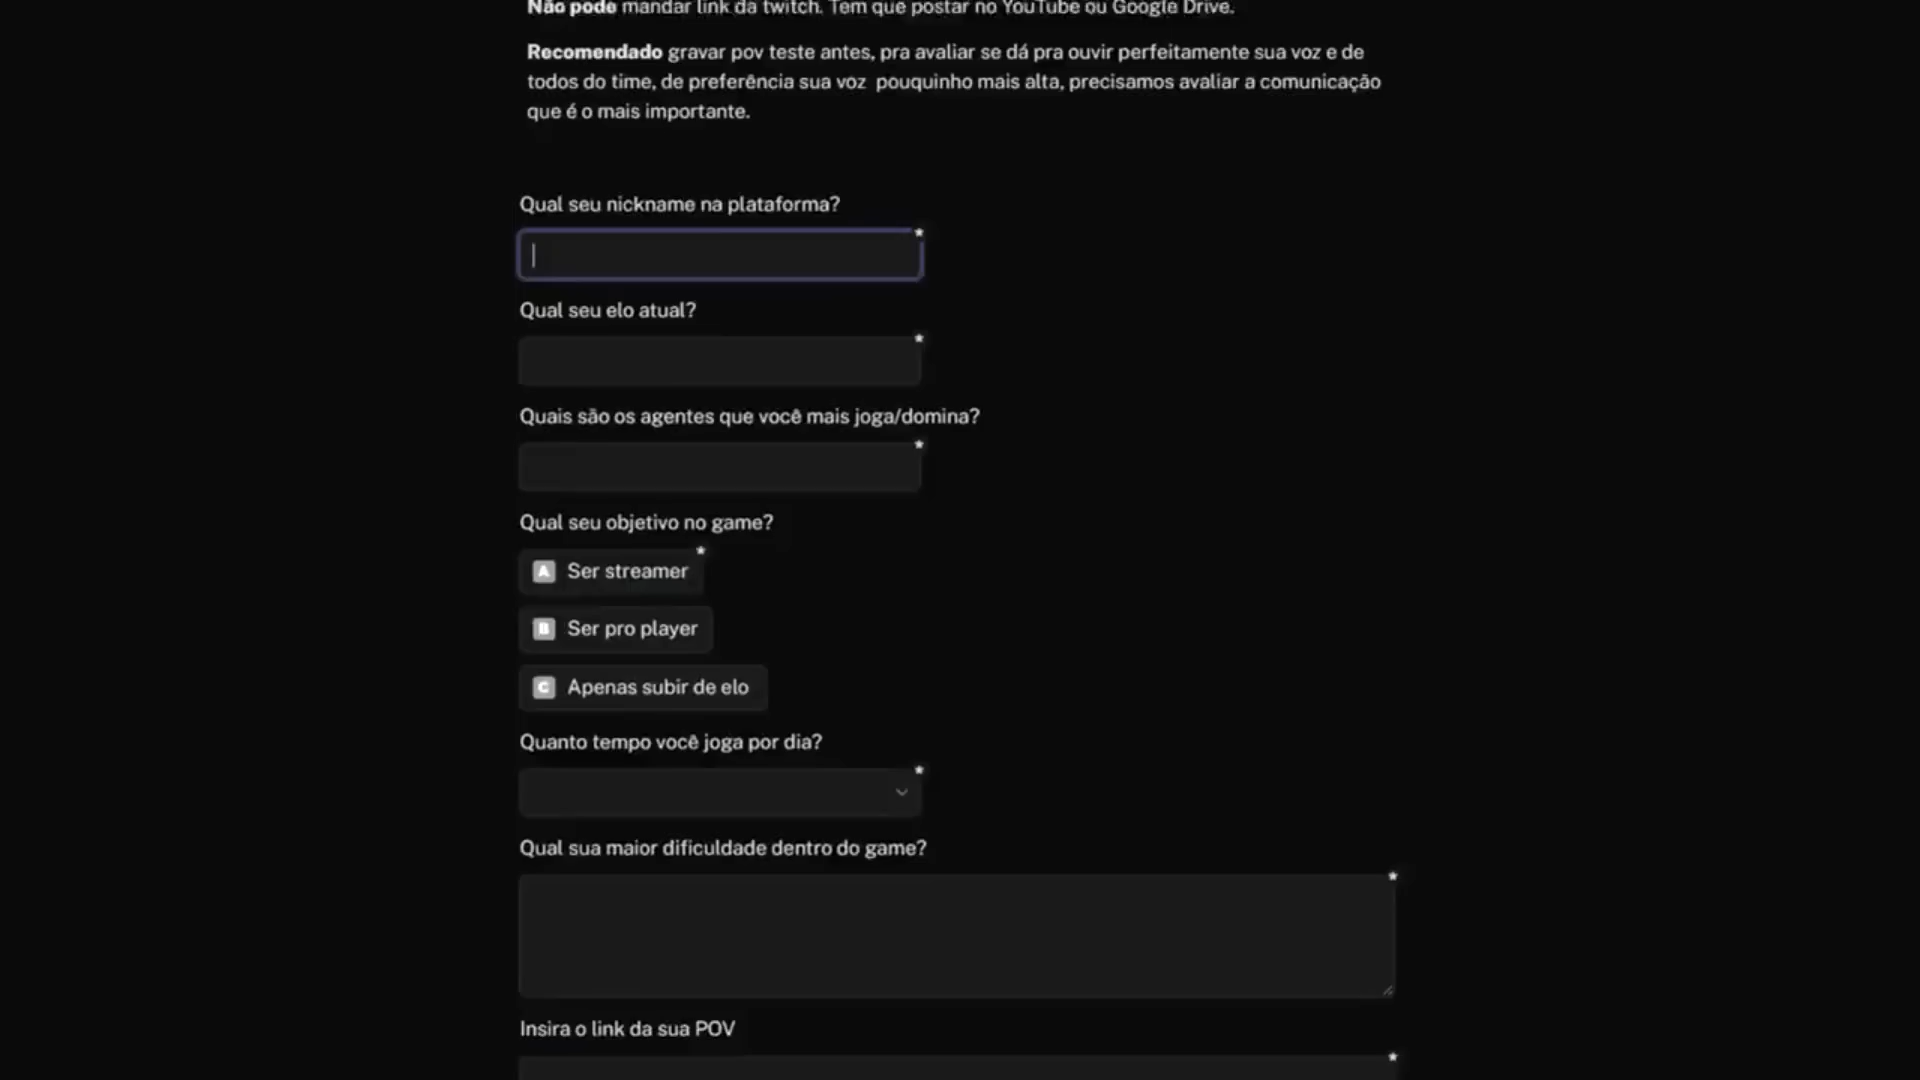 Não pode mandar link da twitch. Tem que postar no YouTube ou Google Drive.
Recomendado gravar pov teste antes, pra avaliar se dá pra ouvir perfeitamente sua voz e de
todos do time, de preferência sua voz pouquinho mais alta, precisamos avaliar a comunicação
que é o mais importante.
Qual seu nickname na plataforma?
*
Qual seu elo atual?
*
Quais são os agentes que você mais joga/domina?
*
Qual seu objetivo no game?
*
A Ser streamer
B Ser pro player
C Apenas subir de elo
Quanto tempo você joga por dia?
*
Qual sua maior dificuldade dentro do game?
*
Insira o link da sua POV
*